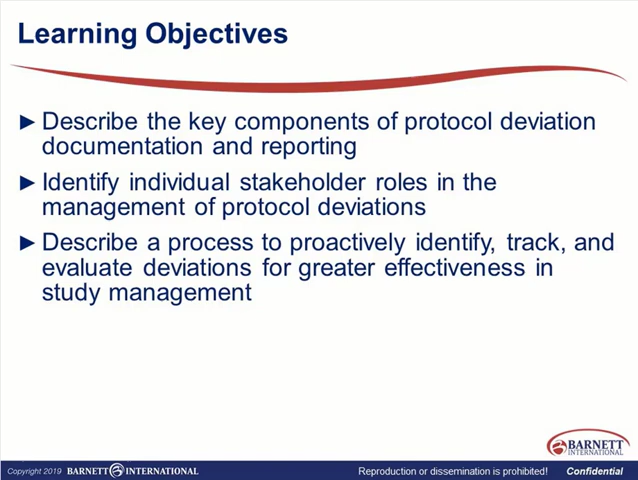 Learning Objectives
► Describe the key components of protocol deviation
documentation and reporting
► Identify individual stakeholder roles in the
management of protocol deviations
► Describe a process to proactively identify, track, and
evaluate deviations for greater effectiveness in
study management
BARNETT
INTERNATIONAL
Copyright 2019 BARNETT INTERNATIONAL Reproduction or dissemination is prohibited! Confidential